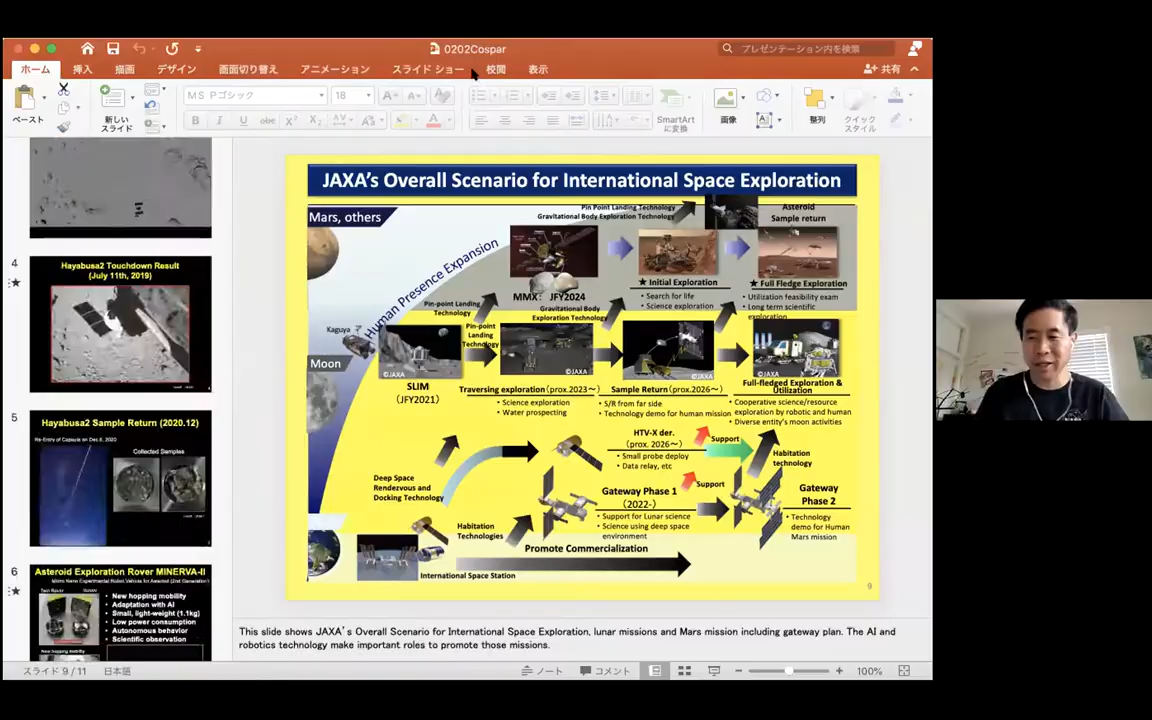 0202Cospar
プレゼンテーション内を検索
ホーム 挿入 描画 デザイン 画面切り替え アニメーション スライド ショー 校閲 表示
共有
ペースト
新しい
スライド
MS Pゴシック
18
SmartArt
に変換
画像
整列
クイック
スタイル
4
Hayabusa2 Touchdown Result
(July 11th, 2019)
5
Hayabusa2 Sample Return (2020.12)
Re-Entry of Capsule on Dec.6, 2020
Collected Samples
6
Asteroid Exploration Rover MINERVA-II
• New hopping mobility
• Adaptation with AI
• Small, light-weight (1.1kg)
• Low power consumption
• Autonomous behavior
• Scientific observation
JAXA's Overall Scenario for International Space Exploration
Mars, others
Pin Point Landing Technology
Gravitational Body Exploration Technology
Asteroid
Sample return
Human Presence Expansion
MMX: JFY2024
★ Initial Exploration
• Search for life
• Science exploration
★ Full Fledge Exploration
• Utilization feasibility exam
• Long term scientific
exploration
Pin-point Landing
Technology
Gravitational Body
Exploration Technology
Kaguya
Pin-point
Landing
Technology
Moon
©JAXA
©JAXA
©JAXA
©JAXA
SLIM
(JFY2021)
Traversing exploration(prox.2023~)
• Science exploration
• Water prospecting
Sample Return(prox.2026~)
• S/R from far side
• Technology demo for human mission
Full-fledged Exploration &
Utilization
• Cooperative science/resource
exploration by robotic and human
• Diverse entity's moon activities
HTV-X der.
(prox. 2026~)
• Small probe deploy
• Data relay, etc
Support
Habitation
technology
Deep Space
Rendezvous and
Docking Technology
Gateway Phase 1
(2022-)
• Support for Lunar science
• Science using deep space
environment
Support
Gateway
Phase 2
• Technology
demo for Human
Mars mission
Habitation
Technologies
Promote Commercialization
International Space Station
9
This slide shows JAXA's Overall Scenario for International Space Exploration, lunar missions and Mars mission including gateway plan. The AI and
robotics technology make important roles to promote those missions.
スライド 9 / 11 日本語
ノート コメント
100%